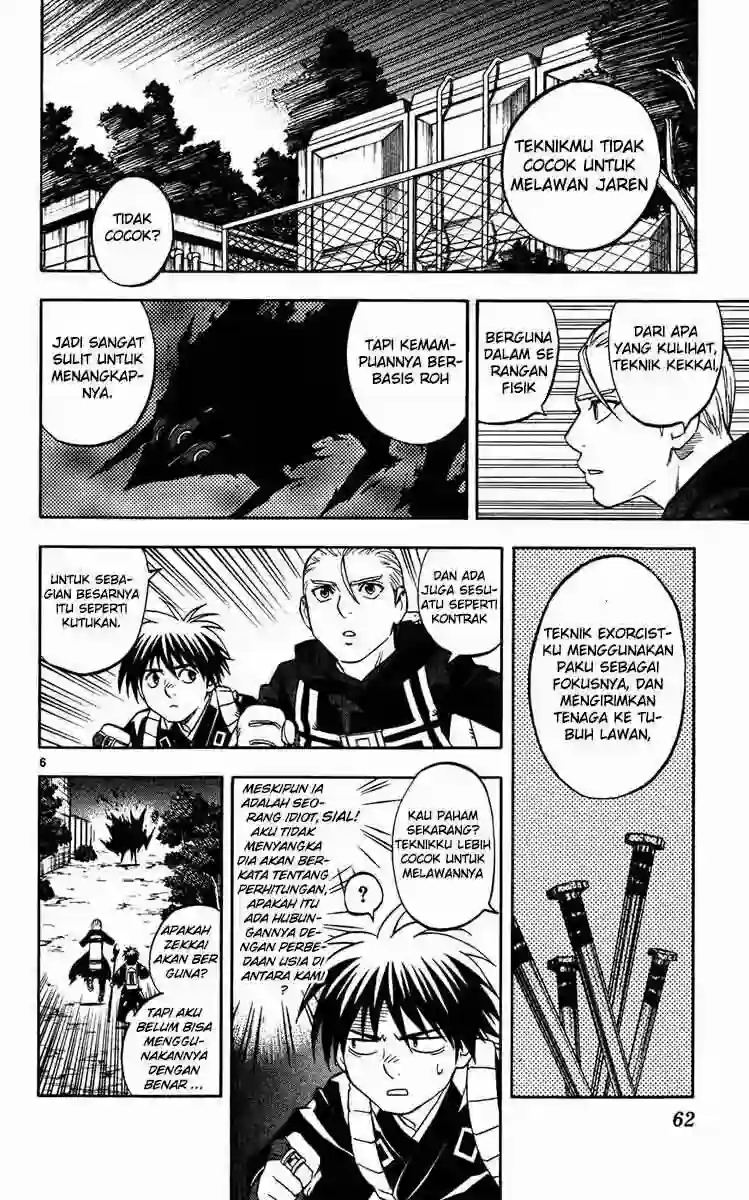 TEKNIKMU TIDAK
COCOK UNTUK
MELAWAN JAREN
TIDAK
COCOK?
DARI APA
YANG KULIHAT,
TEKNIK KEKKAI,
BERGUNA
DALAM SE
RANGAN
FISIK
TAPI KEMAM-
PUANNYA BER-
BASIS ROH
JADI SANGAT
SULIT UNTUK
MENANGKAP-
NYA.
TEKNIK EXORCIST-
KU MENGGUNAKAN
PAKU SEBAGAI
FOKUSNYA, DAN
MENGIRIMKAN
TENAGA KE TU-
BUH LAWAN,
DAN ADA
JUGA SESU-
ATU SEPERTI
KONTRAK
UNTUK SEBA-
GIAN BESARNYA
ITU SEPERTI
KUTUKAN.
6
KAU PAHAM
SEKARANG?
TEKNIKKU LEBIH
COCOK UNTUK
MELAWANNYA
?
MESKIPUN IA
ADALAH SEO-
RANG IDIOT, SIAL!
AKU TIDAK
MENYANGKA
DIA AKAN BER-
KATA TENTANG
PERHITUNGAN,
APAKAH ITU
ADA HUBUN-
GANNYA DE-
NGAN PERBE-
DAAN USIA DI
ANTARA KAMI
?
APAKAH
ZEKKAI
AKAN BER
GUNA?
TAPI AKU
BELUM BISA
MENGGU-
NAKANNYA
DENGAN
BENAR ...
62